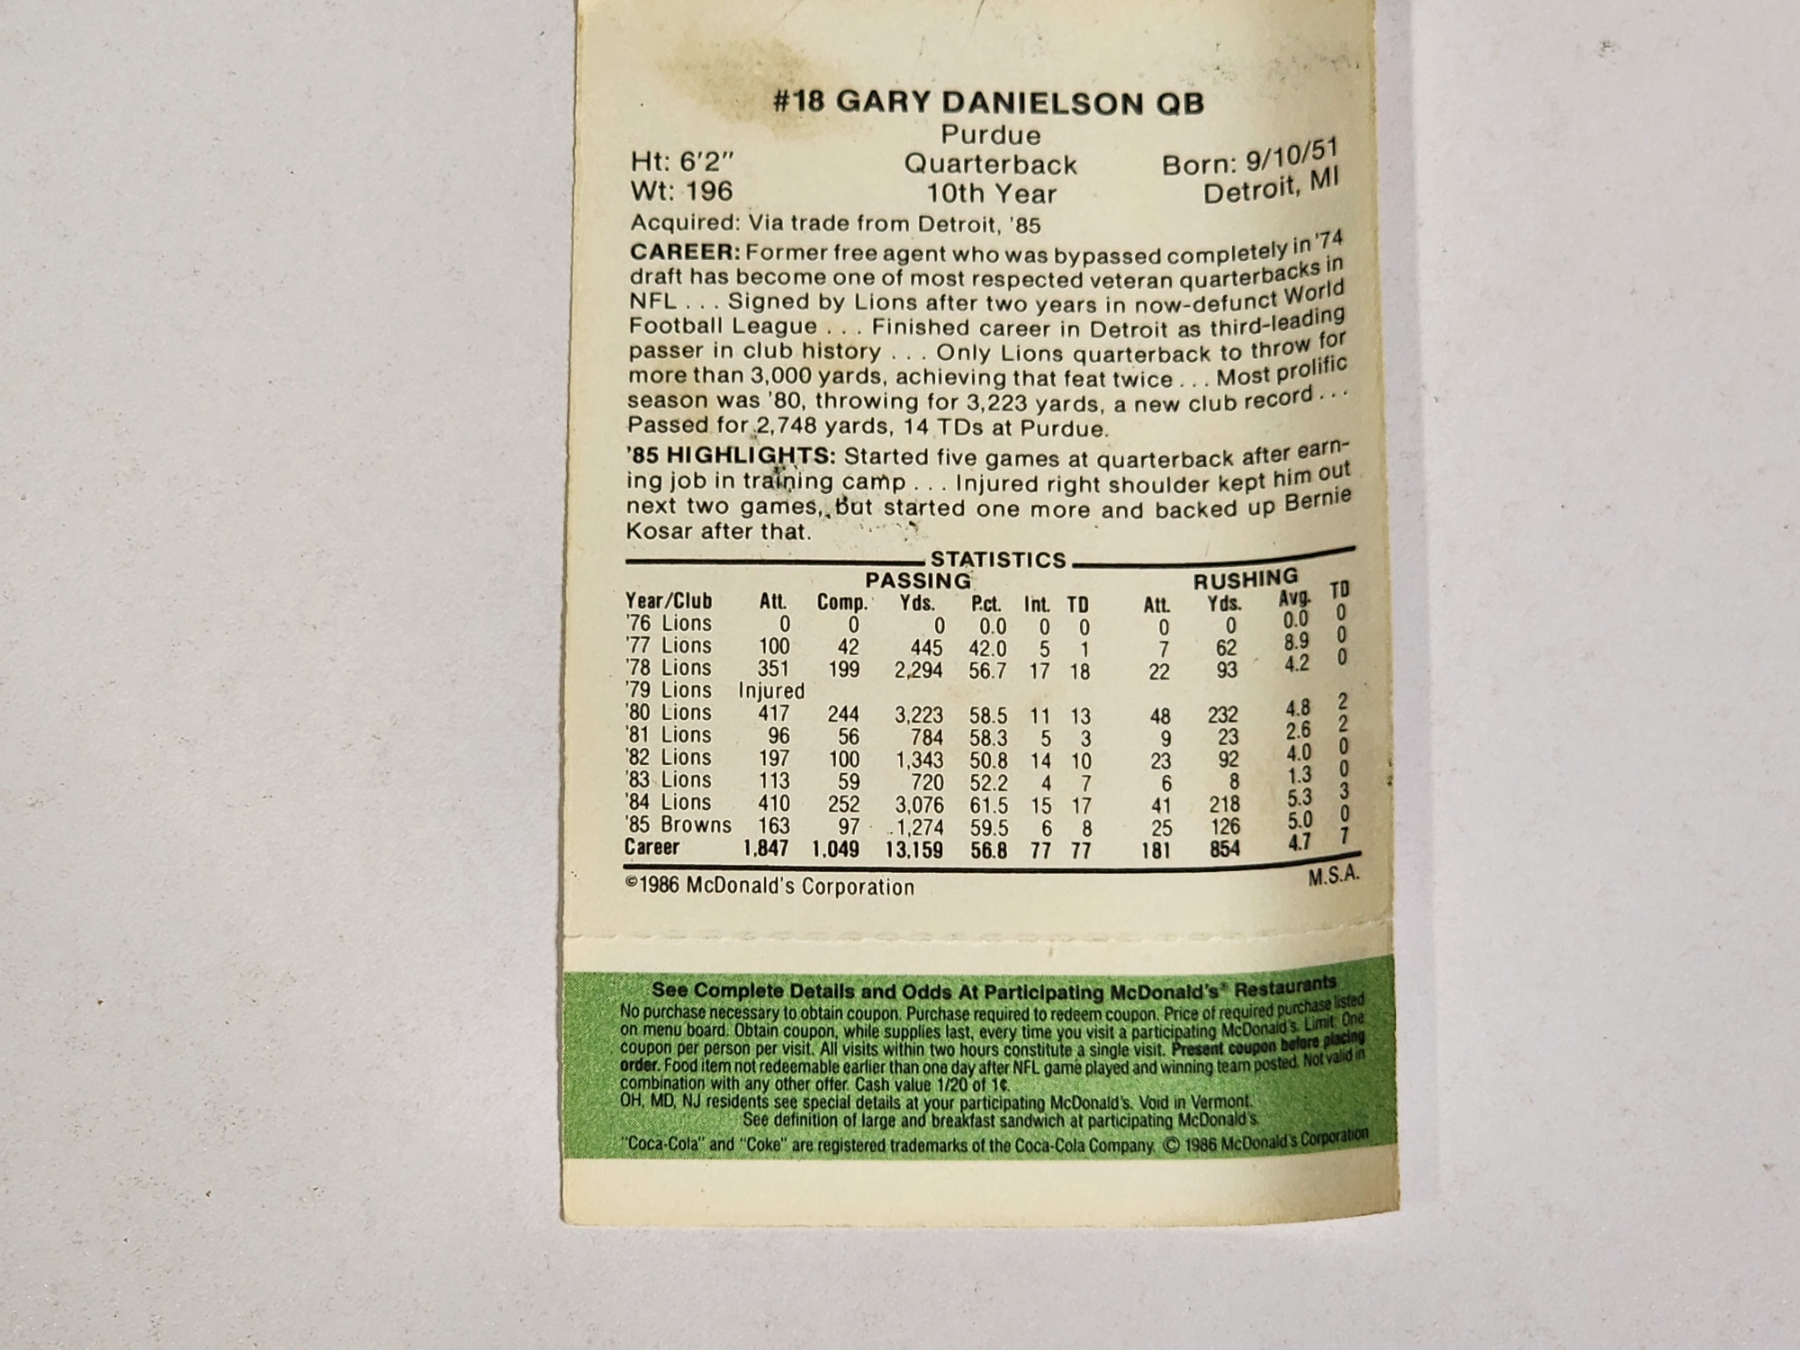 #18 GARY DANIELSON QB
Purdue
Ht: 6'2" Quarterback Born: 9/10/51
Wt: 196 10th Year Detroit, MI
Acquired: Via trade from Detroit, '85
CAREER: Former free agent who was bypassed completely in '74
draft has become one of most respected veteran quarterbacks in
NFL . . . Signed by Lions after two years in now-defunct World
Football League . . . Finished career in Detroit as third-leading
passer in club history . . . Only Lions quarterback to throw for
more than 3,000 yards, achieving that feat twice . . . Most prolific
season was '80, throwing for 3,223 yards, a new club record . . .
Passed for 2,748 yards, 14 TDs at Purdue.
'85 HIGHLIGHTS: Started five games at quarterback after earn-
ing job in training camp . . . Injured right shoulder kept him out
next two games, but started one more and backed up Bernie
Kosar after that.
STATISTICS
PASSING RUSHING
Year/Club Att. Comp. Yds. Pct. Int. TD Att. Yds. Avg. TD
'76 Lions 0 0 0 0.0 0 0 0 0 0.0 0
'77 Lions 100 42 445 42.0 5 1 7 62 8.9 0
'78 Lions 351 199 2,294 56.7 17 18 22 93 4.2 0
'79 Lions Injured
'80 Lions 417 244 3,223 58.5 11 13 48 232 4.8 2
'81 Lions 96 56 784 58.3 5 3 9 23 2.6 2
'82 Lions 197 100 1,343 50.8 14 10 23 92 4.0 0
'83 Lions 113 59 720 52.2 4 7 6 8 1.3 0
'84 Lions 410 252 3,076 61.5 15 17 41 218 5.3 3
'85 Browns 163 97 1,274 59.5 6 8 25 126 5.0 0
Career 1,847 1,049 13,159 56.8 77 77 181 854 4.7 7
©1986 McDonald's Corporation M.S.A.
See Complete Details and Odds At Participating McDonald's® Restaurants
No purchase necessary to obtain coupon. Purchase required to redeem coupon. Price of required purchase listed
on menu board. Obtain coupon, while supplies last, every time you visit a participating McDonald's. Limit: One
coupon per person per visit. All visits within two hours constitute a single visit. Present coupon before placing
order. Food item not redeemable earlier than one day after NFL game played and winning team posted. Not valid in
combination with any other offer. Cash value 1/20 of 1¢.
OH, MD, NJ residents see special details at your participating McDonald's. Void in Vermont.
See definition of large and breakfast sandwich at participating McDonald's.
"Coca-Cola" and "Coke" are registered trademarks of the Coca-Cola Company. © 1986 McDonald's Corporation